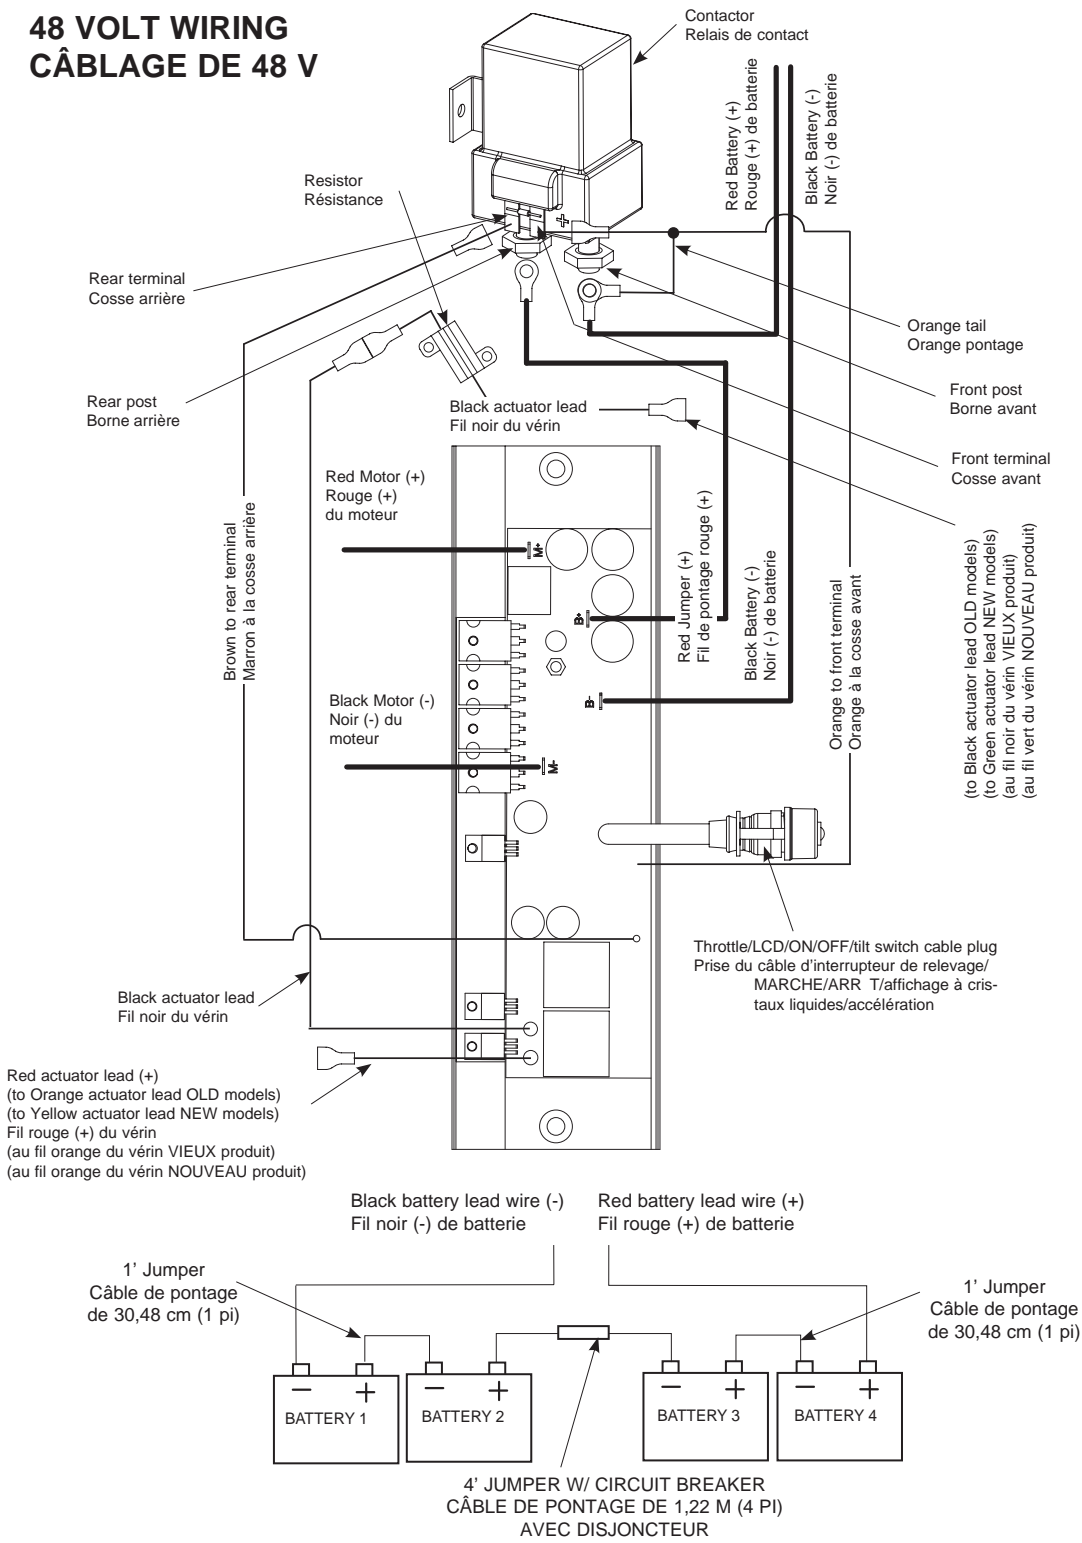 48 VOLT WIRING
CÂBLAGE DE 48 V
Contactor
Relais de contact
Red Battery (+)
Rouge (+) de batterie
Black Battery (-)
Noir (-) de batterie
Resistor
Résistance
+
Rear terminal
Cosse arrière
Orange tail
Orange pontage
Rear post
Borne arrière
Front post
Borne avant
Black actuator lead
Fil noir du vérin
Front terminal
Cosse avant
Red Motor (+)
Rouge (+)
du moteur
M+
Brown to rear terminal
Marron à la cosse arrière
B+
Red Jumper (+)
Fil de pontage rouge (+)
Black Battery (-)
Noir (-) de batterie
Orange to front terminal
Orange à la cosse avant
(to Black actuator lead OLD models)
(to Green actuator lead NEW models)
(au fil noir du vérin VIEUX produit)
(au fil vert du vérin NOUVEAU produit)
Black Motor (-)
Noir (-) du
moteur
B-
M-
Throttle/LCD/ON/OFF/tilt switch cable plug
Prise du câble d'interrupteur de relevage/
MARCHE/ARR T/affichage à cris-
taux liquides/accélération
Black actuator lead
Fil noir du vérin
Red actuator lead (+)
(to Orange actuator lead OLD models)
(to Yellow actuator lead NEW models)
Fil rouge (+) du vérin
(au fil orange du vérin VIEUX produit)
(au fil orange du vérin NOUVEAU produit)
Black battery lead wire (-)
Fil noir (-) de batterie
Red battery lead wire (+)
Fil rouge (+) de batterie
1’ Jumper
Câble de pontage
de 30,48 cm (1 pi)
1’ Jumper
Câble de pontage
de 30,48 cm (1 pi)
– +
BATTERY 1
– +
BATTERY 2
– +
BATTERY 3
– +
BATTERY 4
4’ JUMPER W/ CIRCUIT BREAKER
CÂBLE DE PONTAGE DE 1,22 M (4 PI)
AVEC DISJONCTEUR